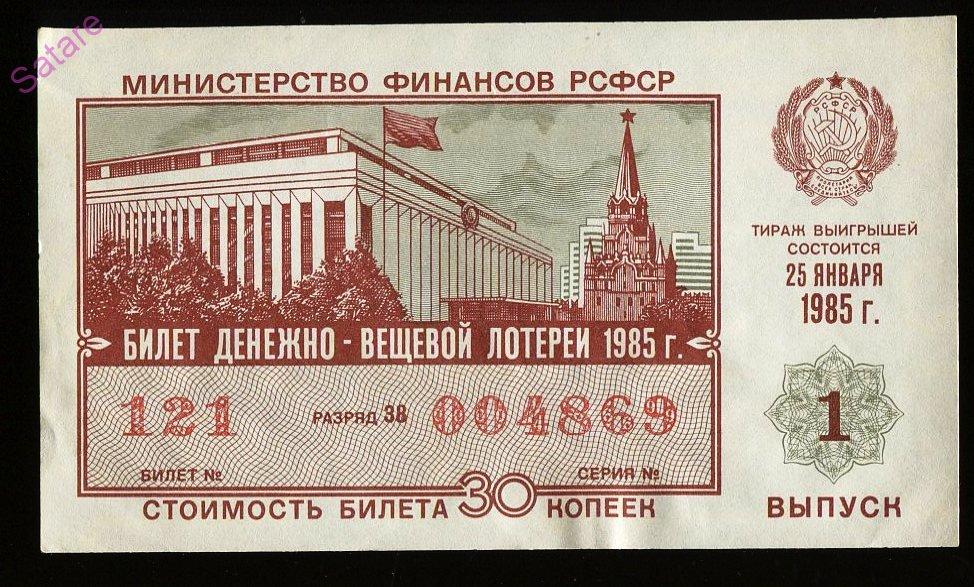 Satare
МИНИСТЕРСТВО ФИНАНСОВ РСФСР
РСФСР
ТИРАЖ ВЫИГРЫШЕЙ
СОСТОИТСЯ
25 ЯНВАРЯ
1985 г.
БИЛЕТ ДЕНЕЖНО - ВЕЩЕВОЙ ЛОТЕРЕИ 1985 г.
121 РАЗРЯД 38 004869
1
БИЛЕТ № СЕРИЯ №
СТОИМОСТЬ БИЛЕТА 30 КОПЕЕК
ВЫПУСК